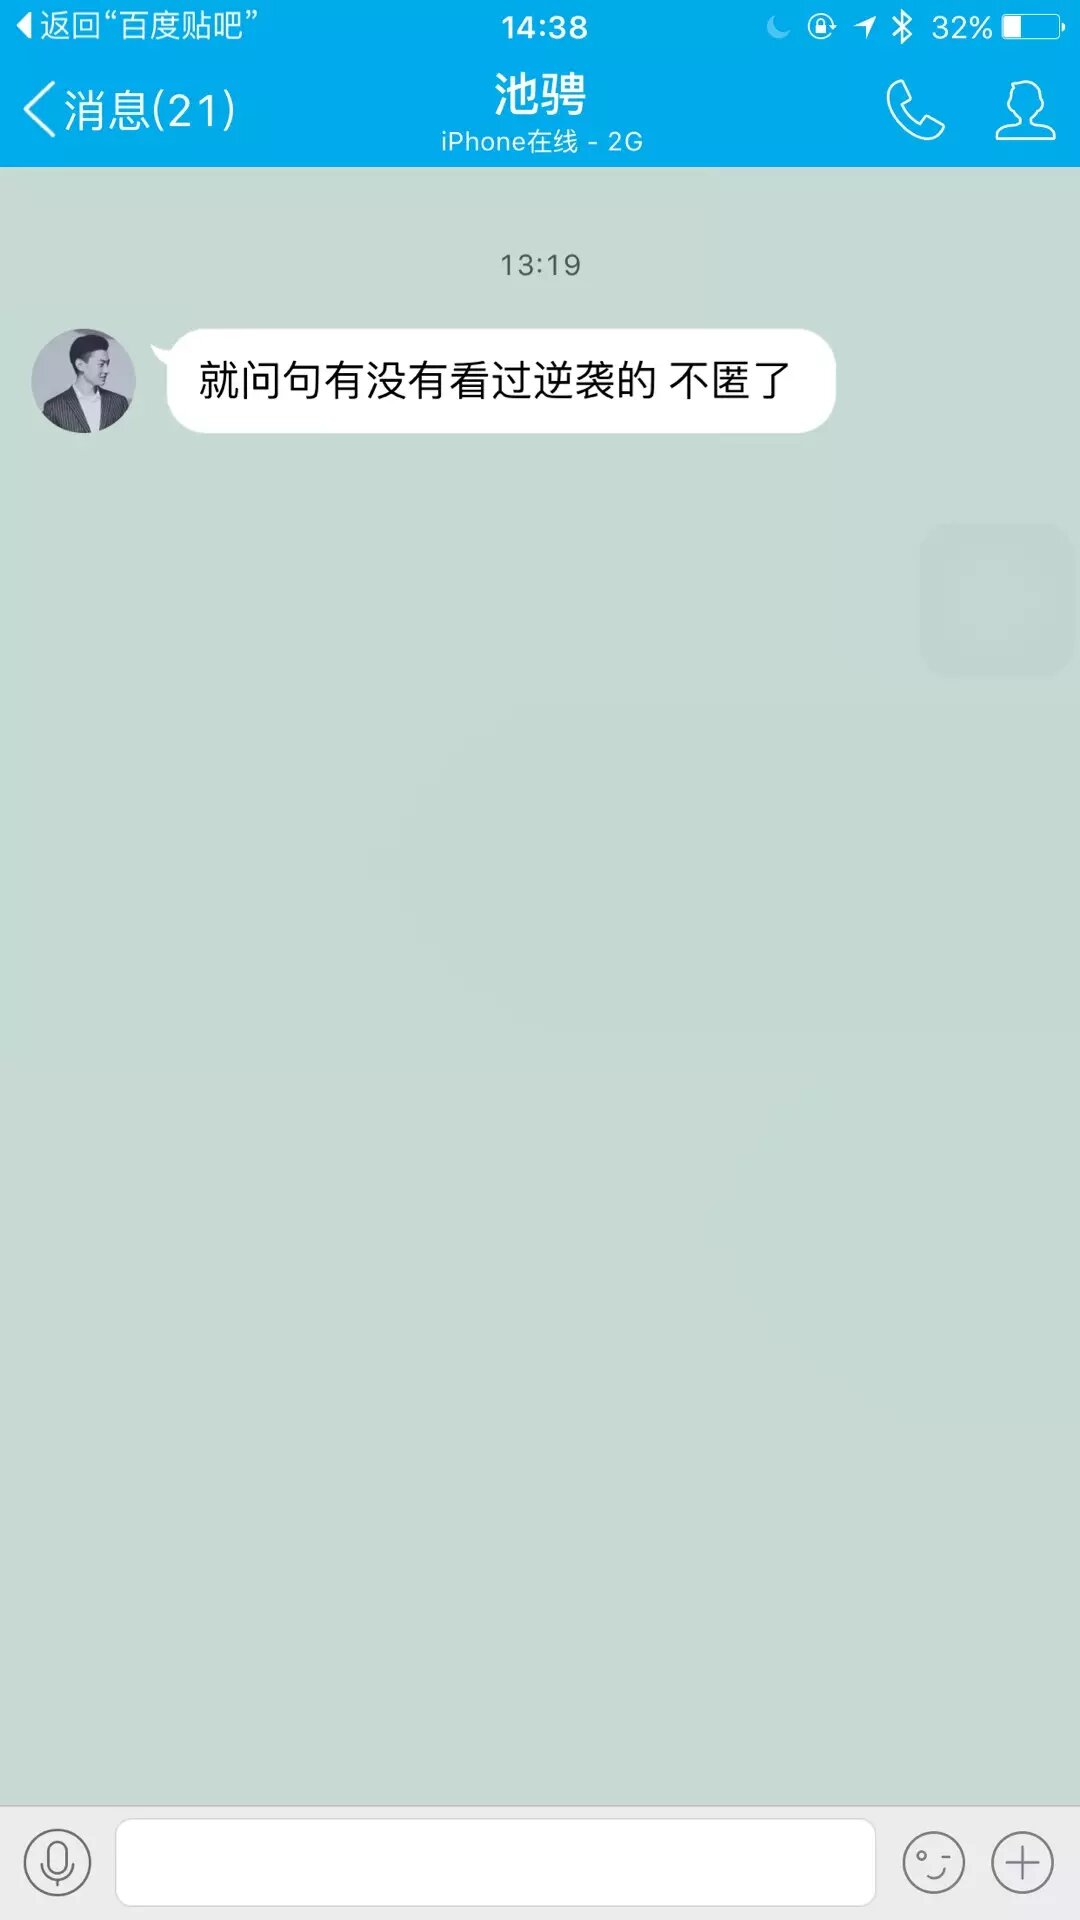 返回“百度贴吧”
14:38
32%
消息(21)
池骋
iPhone在线 - 2G
13:19
就问句有没有看过逆袭的 不匿了